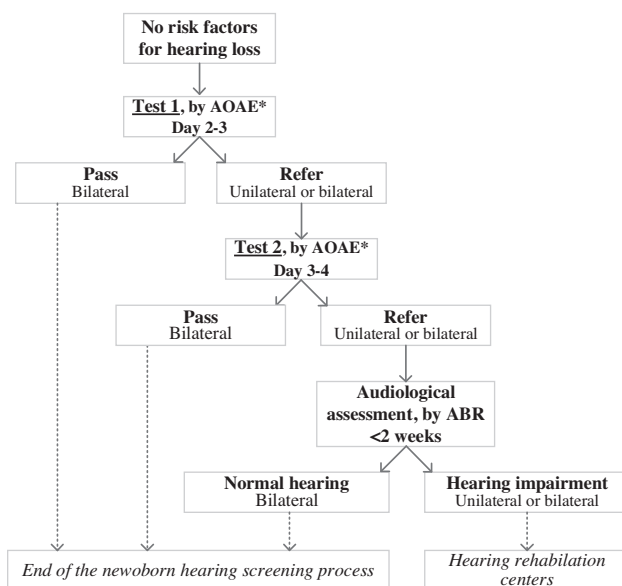 No risk factors
for hearing loss
Test 1, by AOAE*
Day 2-3
Pass
Bilateral
Refer
Unilateral or bilateral
Test 2, by AOAE*
Day 3-4
Pass
Bilateral
Refer
Unilateral or bilateral
Audiological
assessment, by ABR
<2 weeks
Normal hearing
Bilateral
Hearing impairment
Unilateral or bilateral
End of the newoborn hearing screening process
Hearing rehabilation
centers